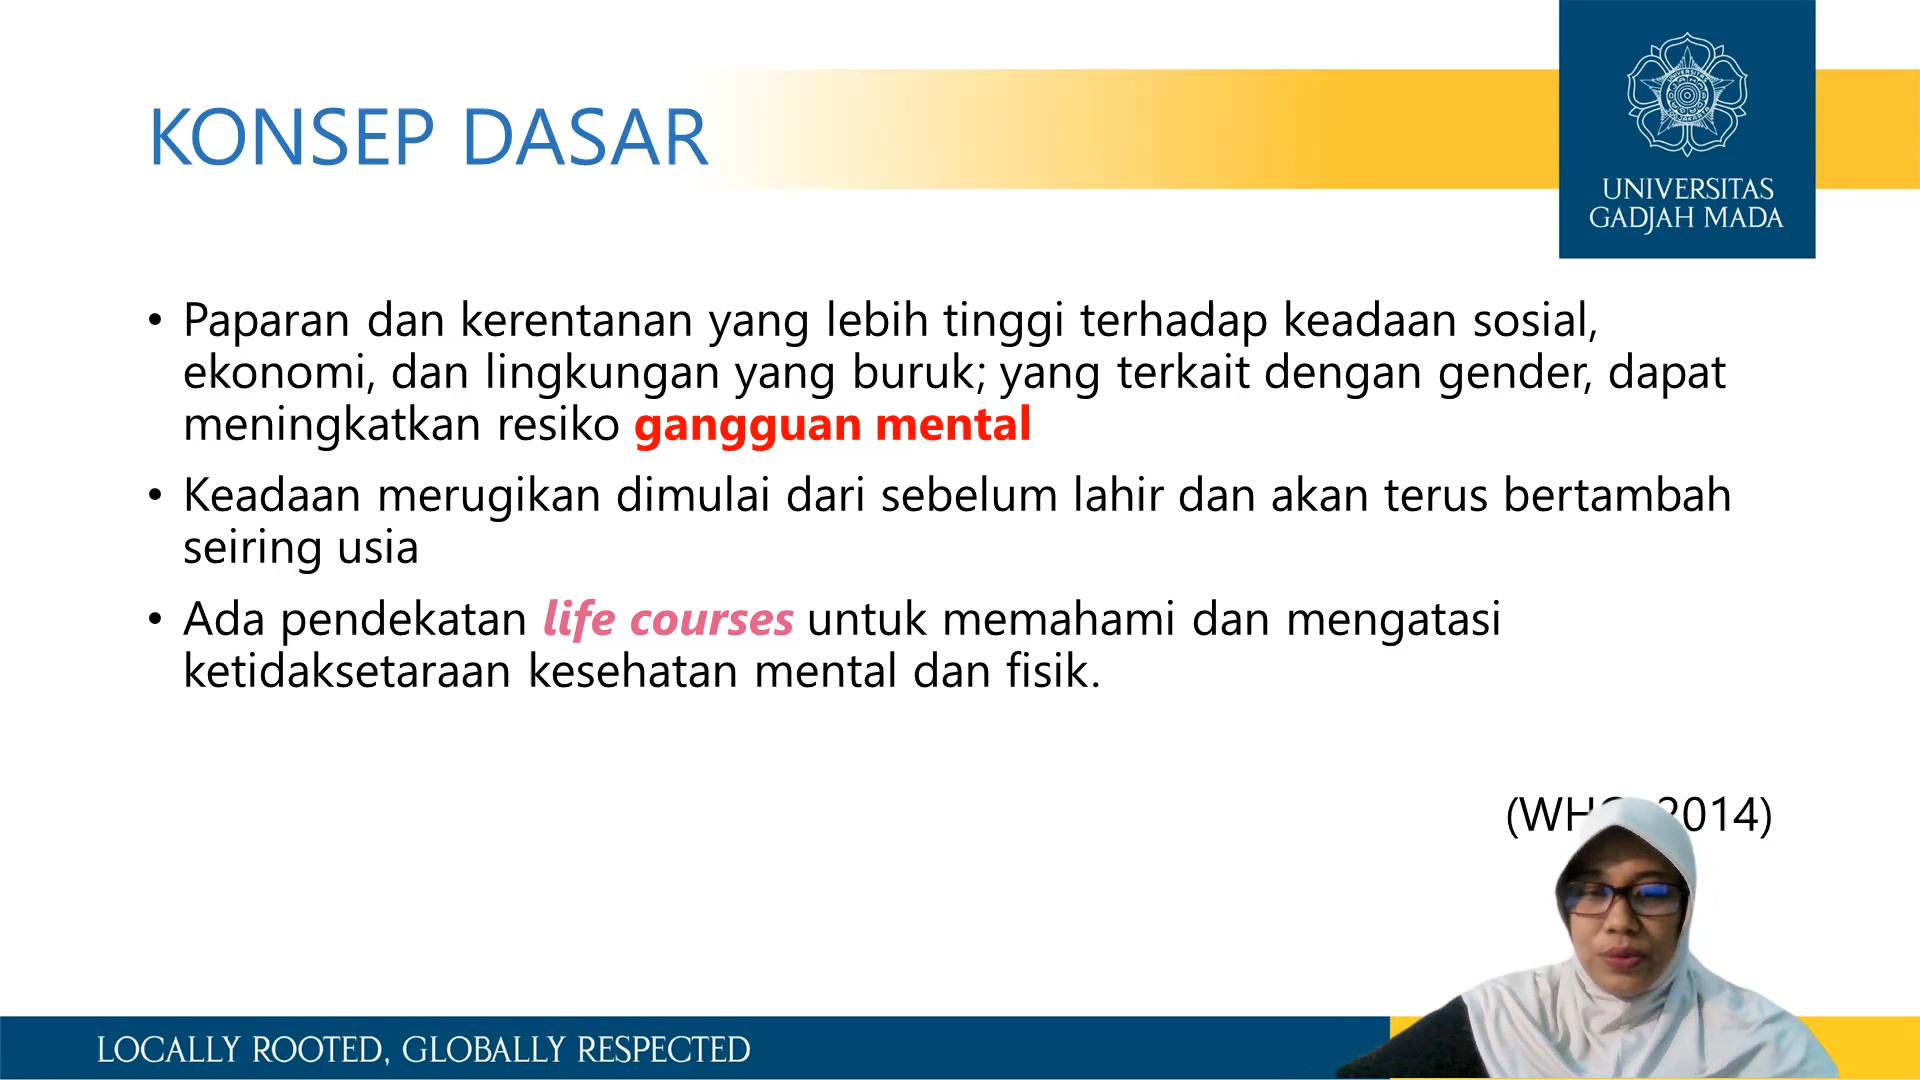 KONSEP DASAR
UNIVERSITAS
GADJAH MADA
• Paparan dan kerentanan yang lebih tinggi terhadap keadaan sosial,
ekonomi, dan lingkungan yang buruk; yang terkait dengan gender, dapat
meningkatkan resiko gangguan mental
• Keadaan merugikan dimulai dari sebelum lahir dan akan terus bertambah
seiring usia
• Ada pendekatan life courses untuk memahami dan mengatasi
ketidaksetaraan kesehatan mental dan fisik.
(WHO, 2014)
LOCALLY ROOTED, GLOBALLY RESPECTED